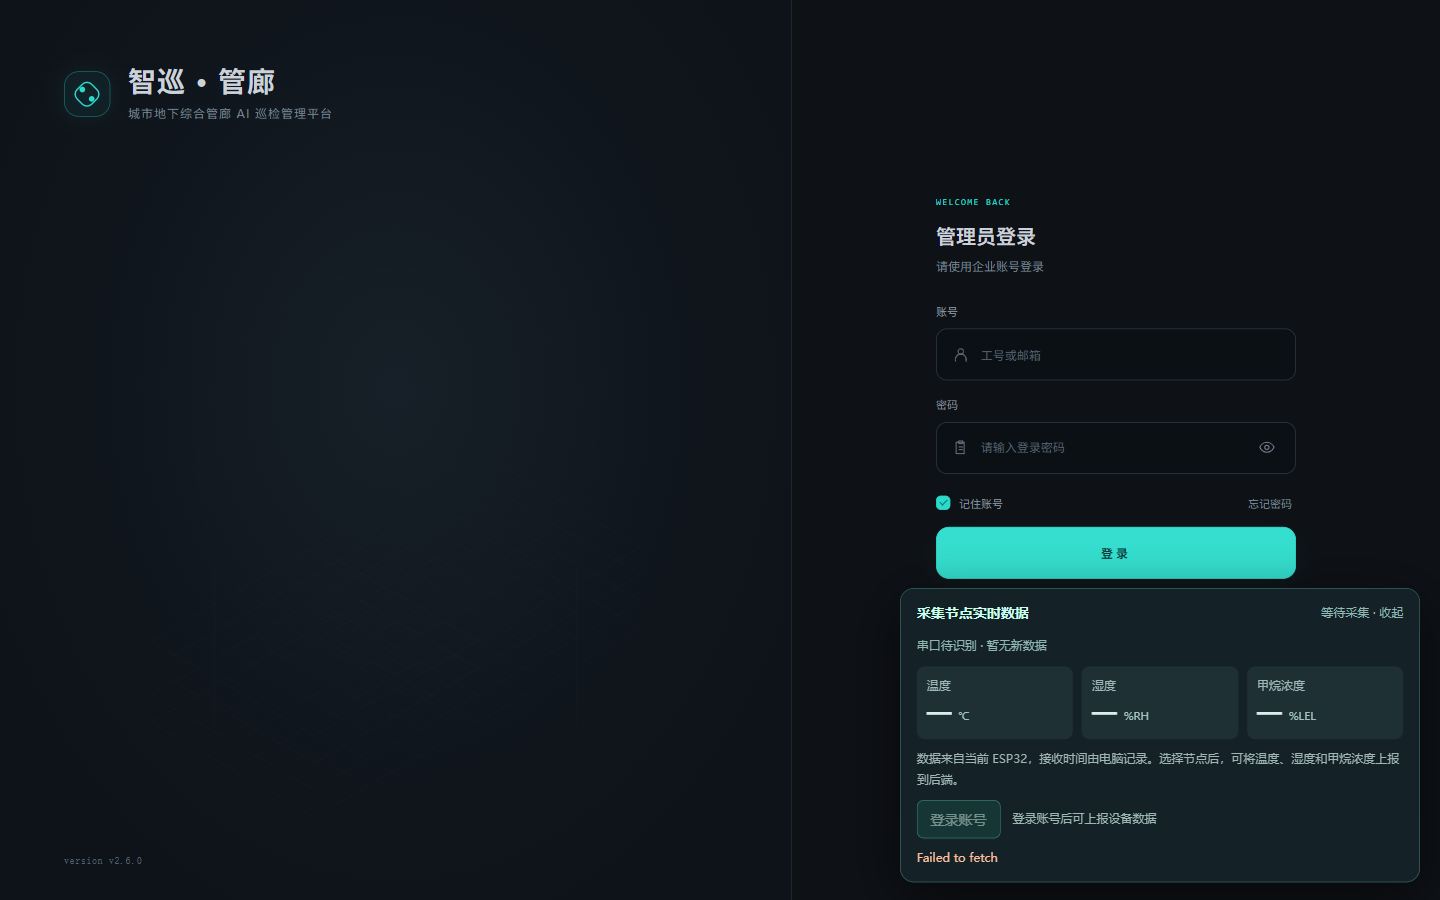 智巡 • 管廊
城市地下综合管廊 AI 巡检管理平台
WELCOME BACK
管理员登录
请使用企业账号登录
账号
工号或邮箱
密码
请输入登录密码
记住账号
忘记密码
登 录
采集节点实时数据
等待采集 · 收起
串口待识别 · 暂无新数据
温度
— ℃
湿度
— %RH
甲烷浓度
— %LEL
数据来自当前 ESP32，接收时间由电脑记录。选择节点后，可将温度、湿度和甲烷浓度上报
到后端。
登录账号
登录账号后可上报设备数据
Failed to fetch
version v2.6.0